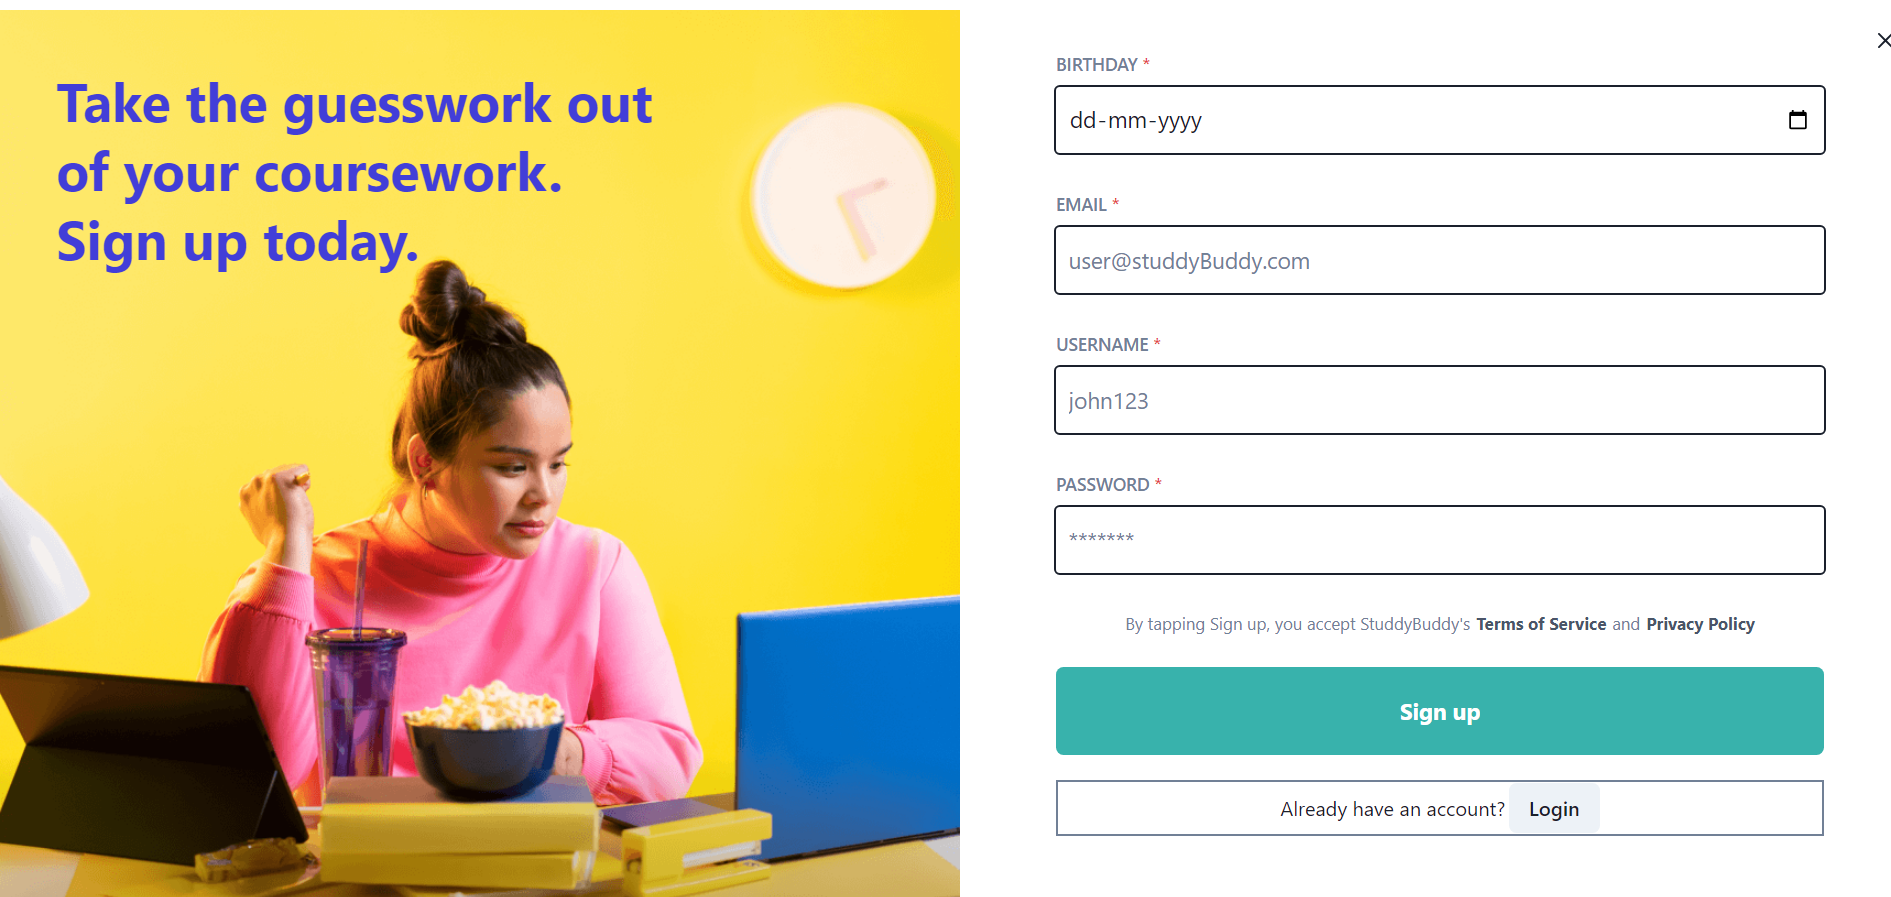 Take the guesswork out
of your coursework.
Sign up today.
BIRTHDAY *
dd-mm-yyyy
EMAIL *
user@studdyBuddy.com
USERNAME *
john123
PASSWORD *
*******
By tapping Sign up, you accept StuddyBuddy's Terms of Service and Privacy Policy
Sign up
Already have an account? Login